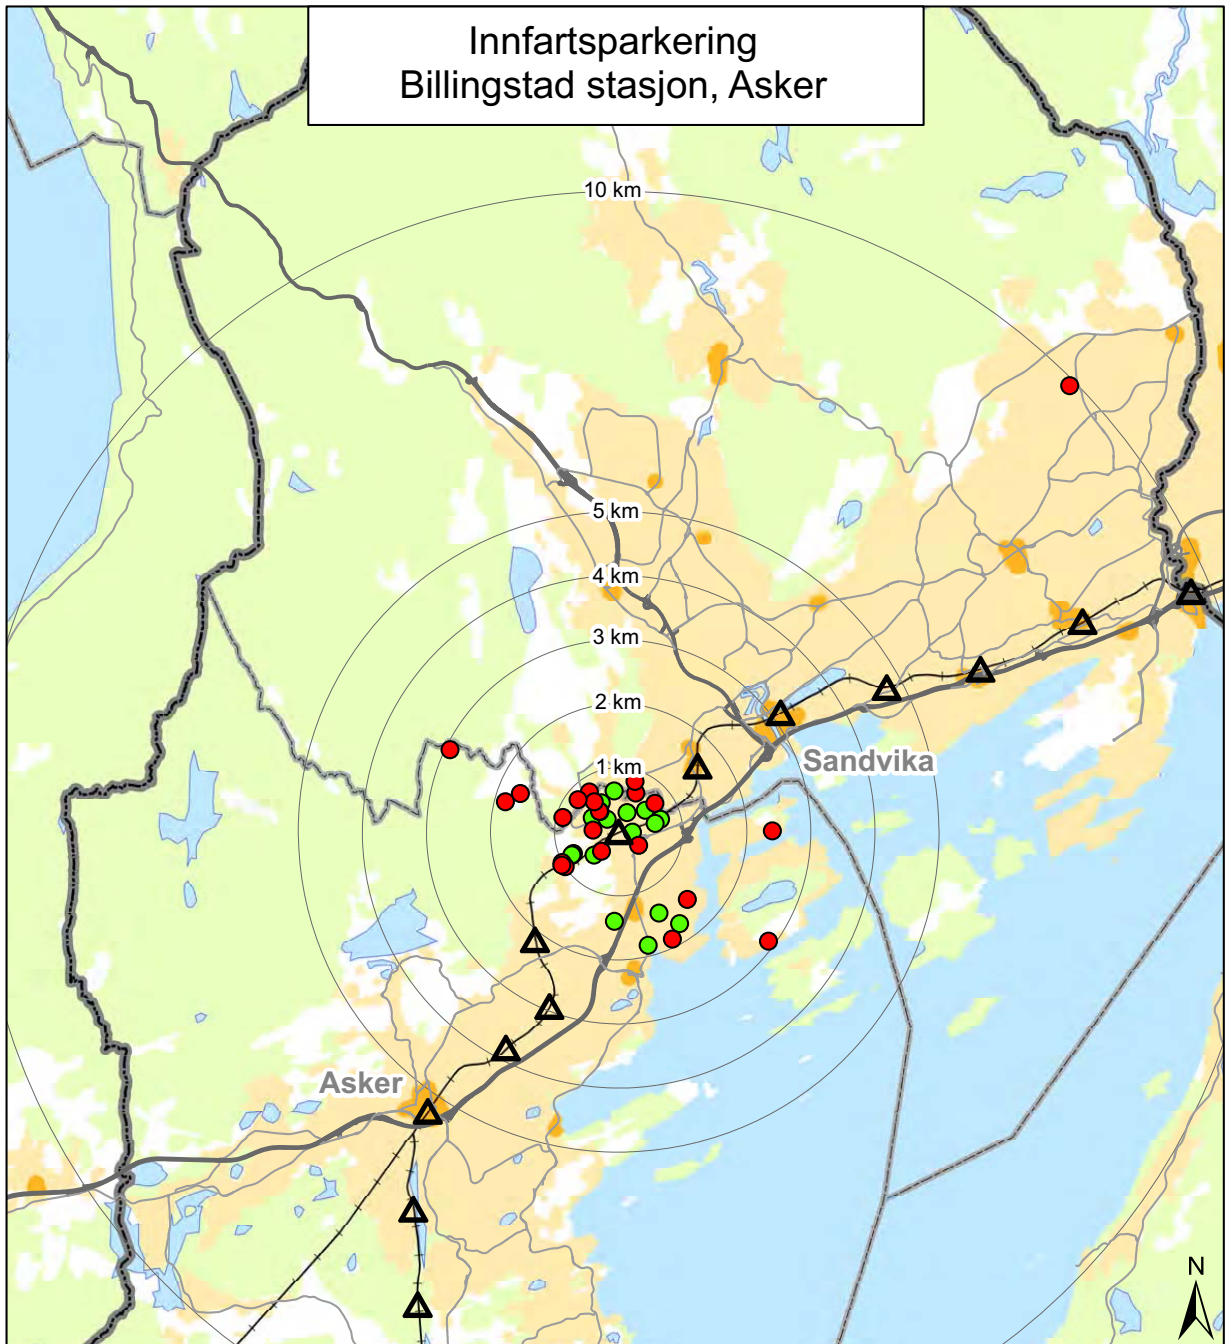 Innfartsparkering
Billingstad stasjon, Asker
10 km
5 km
4 km
3 km
2 km
1 km
Sandvika
Asker
N